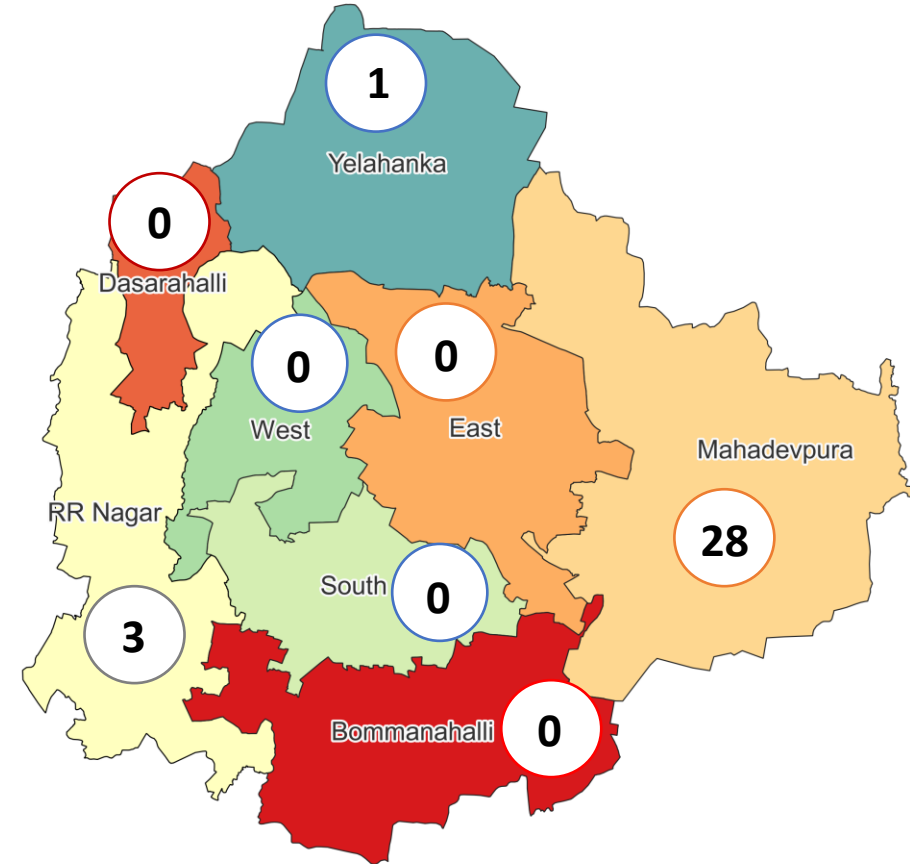 1
Yelahanka
0
Dasarahalli
0
West
0
East
Mahadevpura
28
RR Nagar
South
0
3
Bommanahalli
0